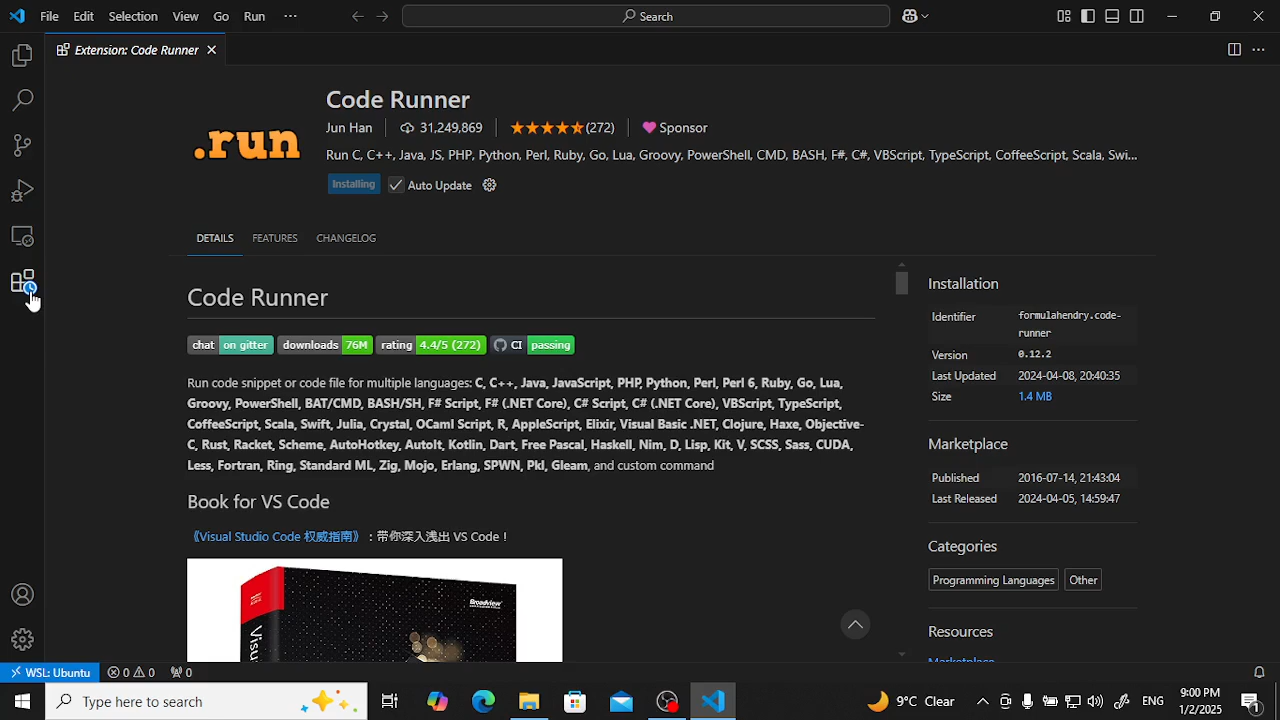 File Edit Selection View Go Run ··· Search
Extension: Code Runner
.run
Code Runner
Jun Han 31,249,869 (272) Sponsor
Run C, C++, Java, JS, PHP, Python, Perl, Ruby, Go, Lua, Groovy, PowerShell, CMD, BASH, F#, C#, VBScript, TypeScript, CoffeeScript, Scala, Swi...
Installing Auto Update
DETAILS FEATURES CHANGELOG
Code Runner
chat on gitter downloads 76M rating 4.4/5 (272) CI passing
Run code snippet or code file for multiple languages: C, C++, Java, JavaScript, PHP, Python, Perl, Perl 6, Ruby, Go, Lua,
Groovy, PowerShell, BAT/CMD, BASH/SH, F# Script, F# (.NET Core), C# Script, C# (.NET Core), VBScript, TypeScript,
CoffeeScript, Scala, Swift, Julia, Crystal, OCaml Script, R, AppleScript, Elixir, Visual Basic .NET, Clojure, Haxe, Objective-
C, Rust, Racket, Scheme, AutoHotkey, AutoIt, Kotlin, Dart, Free Pascal, Haskell, Nim, D, Lisp, Kit, V, SCSS, Sass, CUDA,
Less, Fortran, Ring, Standard ML, Zig, Mojo, Erlang, SPWN, Pkl, Gleam, and custom command
Book for VS Code
《Visual Studio Code 权威指南》：带你深入浅出 VS Code！
Broadview
Visu
Installation
Identifier formulahendry.code-
runner
Version 0.12.2
Last Updated 2024-04-08, 20:40:35
Size 1.4 MB
Marketplace
Published 2016-07-14, 21:43:04
Last Released 2024-04-05, 14:59:47
Categories
Programming Languages Other
Resources
Marketplace
WSL: Ubuntu 0 0 0
Type here to search 9°C Clear ENG 9:00 PM
1/2/2025 1